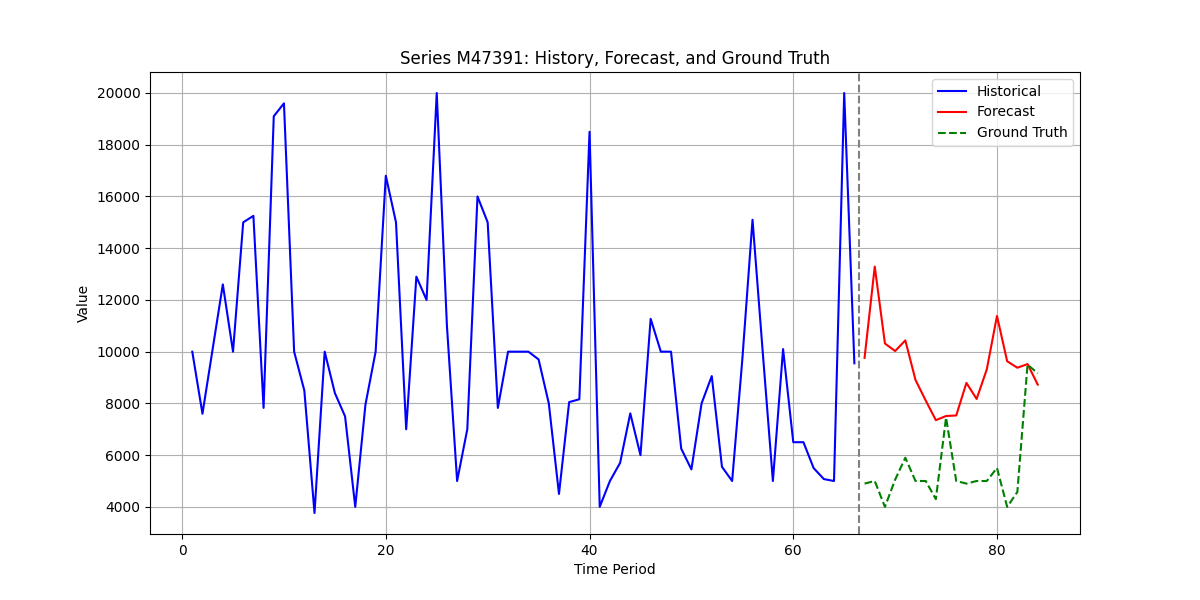 Series M47391: History, Forecast, and Ground Truth
Historical
Forecast
Ground Truth
20000
18000
16000
14000
12000
10000
8000
6000
4000
Value
0
20
40
60
80
Time Period